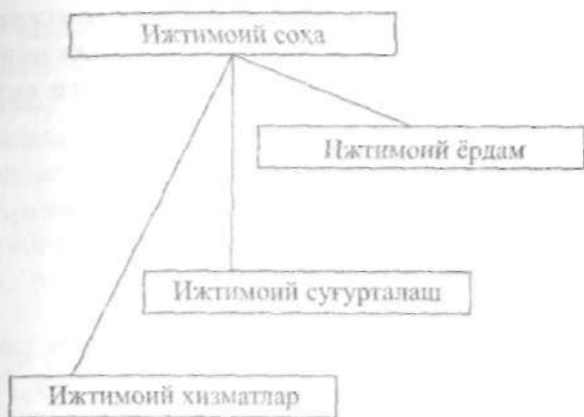 Ижтимоий соҳа
Ижтимоий ёрдам
Ижтимоий суғурталаш
Ижтимоий хизматлар